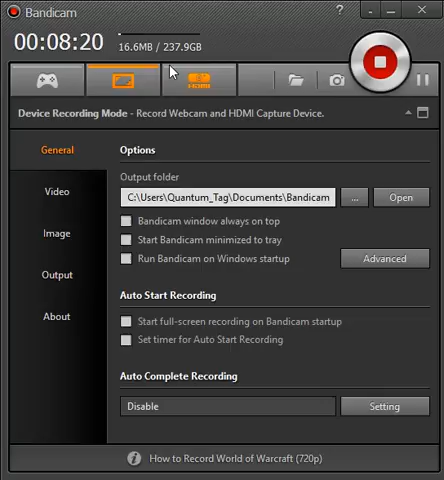 Bandicam
?
00:08:20
16.6MB / 237.9GB
HDMI
Device Recording Mode - Record Webcam and HDMI Capture Device.
General
Options
Output folder
C:\Users\Quantum_Tag\Documents\Bandicam
...
Open
Video
Bandicam window always on top
Image
Start Bandicam minimized to tray
Run Bandicam on Windows startup
Advanced
Output
Auto Start Recording
About
Start full-screen recording on Bandicam startup
Set timer for Auto Start Recording
Auto Complete Recording
Disable
Setting
How to Record World of Warcraft (720p)